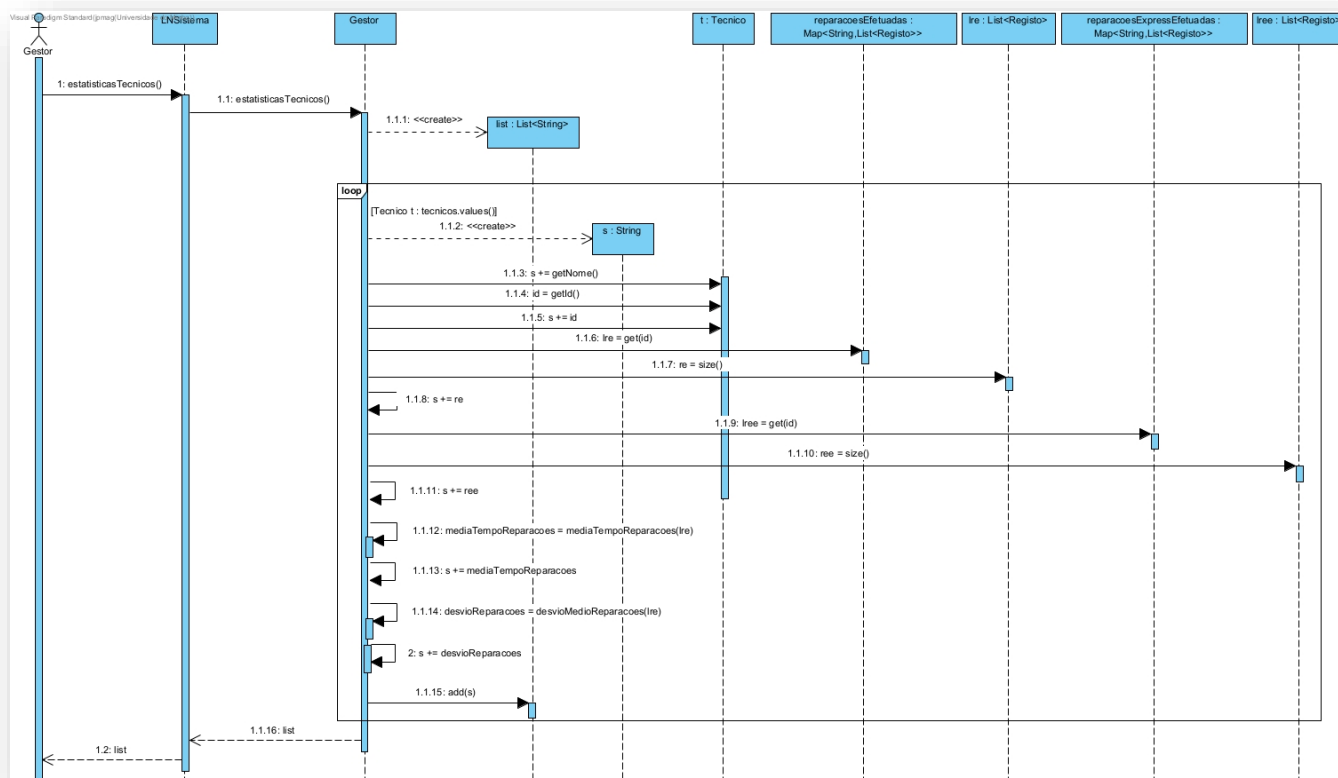 Visual Paradigm Standard(pmag(Universidade
Gestor
LNSistema
Gestor
t : Tecnico
reparacoesEfetuadas :
Map<String,List<Registo>>
lre : List<Registo>
reparacoesExpressEfetuadas :
Map<String,List<Registo>>
lree : List<Registo>
1: estatisticasTecnicos()
1.1: estatisticasTecnicos()
1.1.1: <<create>>
list : List<String>
loop
[Tecnico t : tecnicos.values()]
1.1.2: <<create>>
s : String
1.1.3: s += getNome()
1.1.4: id = getId()
1.1.5: s += id
1.1.6: lre = get(id)
1.1.7: re = size()
1.1.8: s += re
1.1.9: lree = get(id)
1.1.10: ree = size()
1.1.11: s += ree
1.1.12: mediaTempoReparacoes = mediaTempoReparacoes(lre)
1.1.13: s += mediaTempoReparacoes
1.1.14: desvioReparacoes = desvioMedioReparacoes(lre)
2: s += desvioReparacoes
1.1.15: add(s)
1.1.16: list
1.2: list